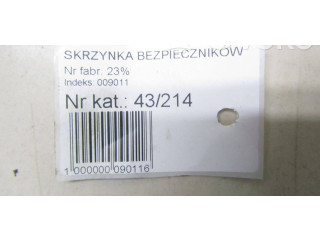 SKRZYNKA BEZPIECZNIKÓW
Nr fabr. 23%
Indeks: 009011
Nr kat.: 43/214
1 000000 090116